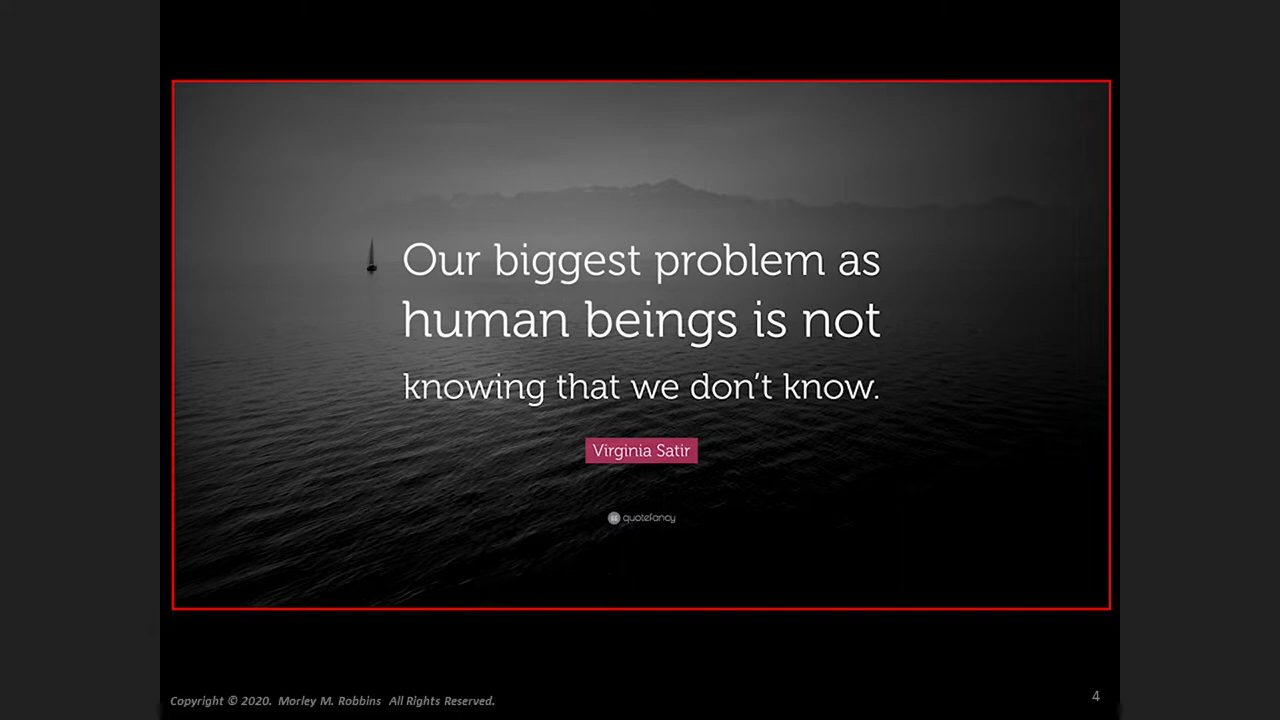 Our biggest problem as
human beings is not
knowing that we don't know.
Virginia Satir
quotefancy
Copyright © 2020. Morley M. Robbins All Rights Reserved.
4